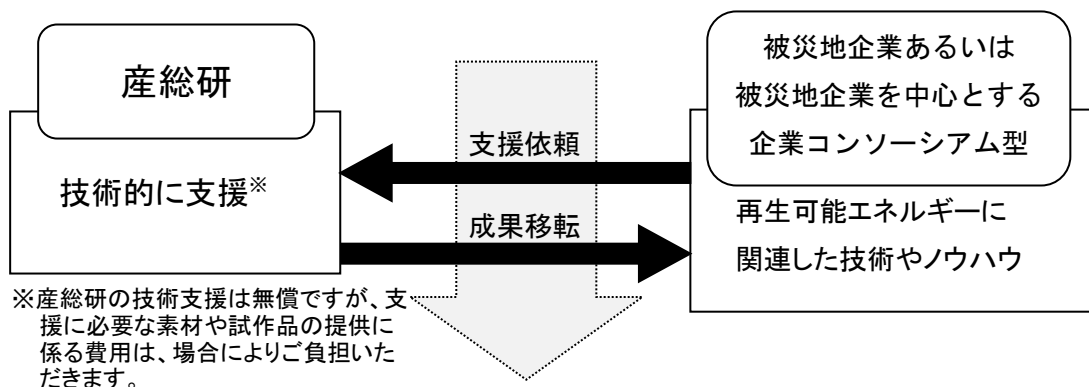 産総研
技術的に支援※
※産総研の技術支援は無償ですが、支
援に必要な素材や試作品の提供に
係る費用は、場合によりご負担いた
だきます。
支援依頼
成果移転
被災地企業あるいは
被災地企業を中心とする
企業コンソーシアム型
再生可能エネルギーに
関連した技術やノウハウ